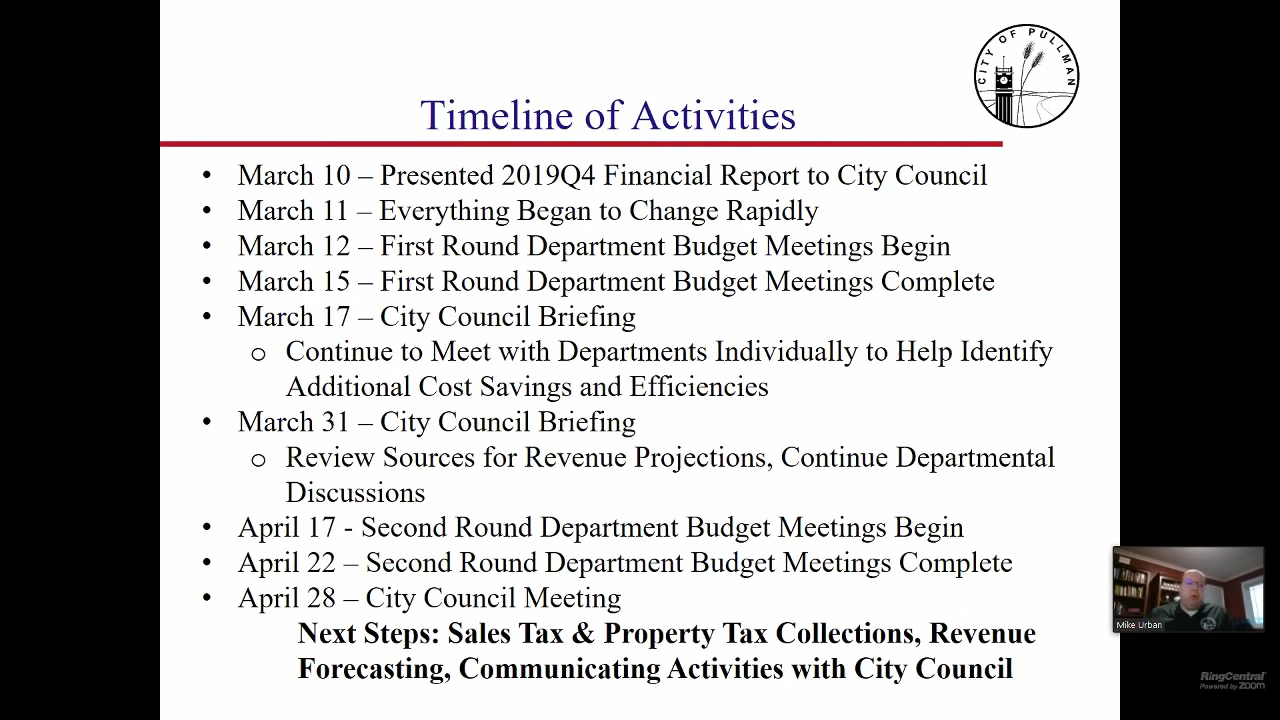 CITY OF PULLMAN
Timeline of Activities
• March 10 – Presented 2019Q4 Financial Report to City Council
• March 11 – Everything Began to Change Rapidly
• March 12 – First Round Department Budget Meetings Begin
• March 15 – First Round Department Budget Meetings Complete
• March 17 – City Council Briefing
o Continue to Meet with Departments Individually to Help Identify
Additional Cost Savings and Efficiencies
• March 31 – City Council Briefing
o Review Sources for Revenue Projections, Continue Departmental
Discussions
• April 17 - Second Round Department Budget Meetings Begin
• April 22 – Second Round Department Budget Meetings Complete
• April 28 – City Council Meeting
Next Steps: Sales Tax & Property Tax Collections, Revenue
Forecasting, Communicating Activities with City Council
Mike Urban
RingCentral
Powered by zoom